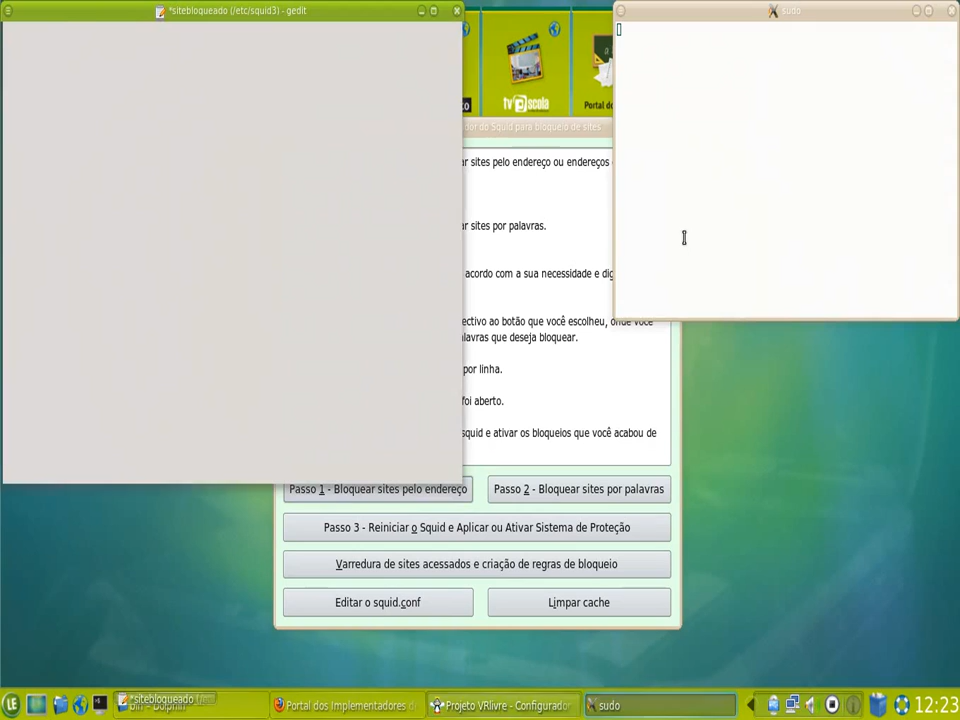 *sitebloqueado (/etc/squid3) - gedit
sudo
tv escola
Portal do
dor do Squid para bloqueio de sites
ar sites pelo endereço ou endereços
ar sites por palavras.
acordo com a sua necessidade e dig
ectivo ao botão que você escolheu, onde você
alavras que deseja bloquear.
por linha.
foi aberto.
squid e ativar os bloqueios que você acabou de
Passo 1 - Bloquear sites pelo endereço
Passo 2 - Bloquear sites por palavras
Passo 3 - Reiniciar o Squid e Aplicar ou Ativar Sistema de Proteção
Varredura de sites acessados e criação de regras de bloqueio
Editar o squid.conf
Limpar cache
LE
*sitebloqueado (/e
bin – Dolphin
Portal dos Implementadores d
Projeto VRlivre - Configurador
sudo
12:23